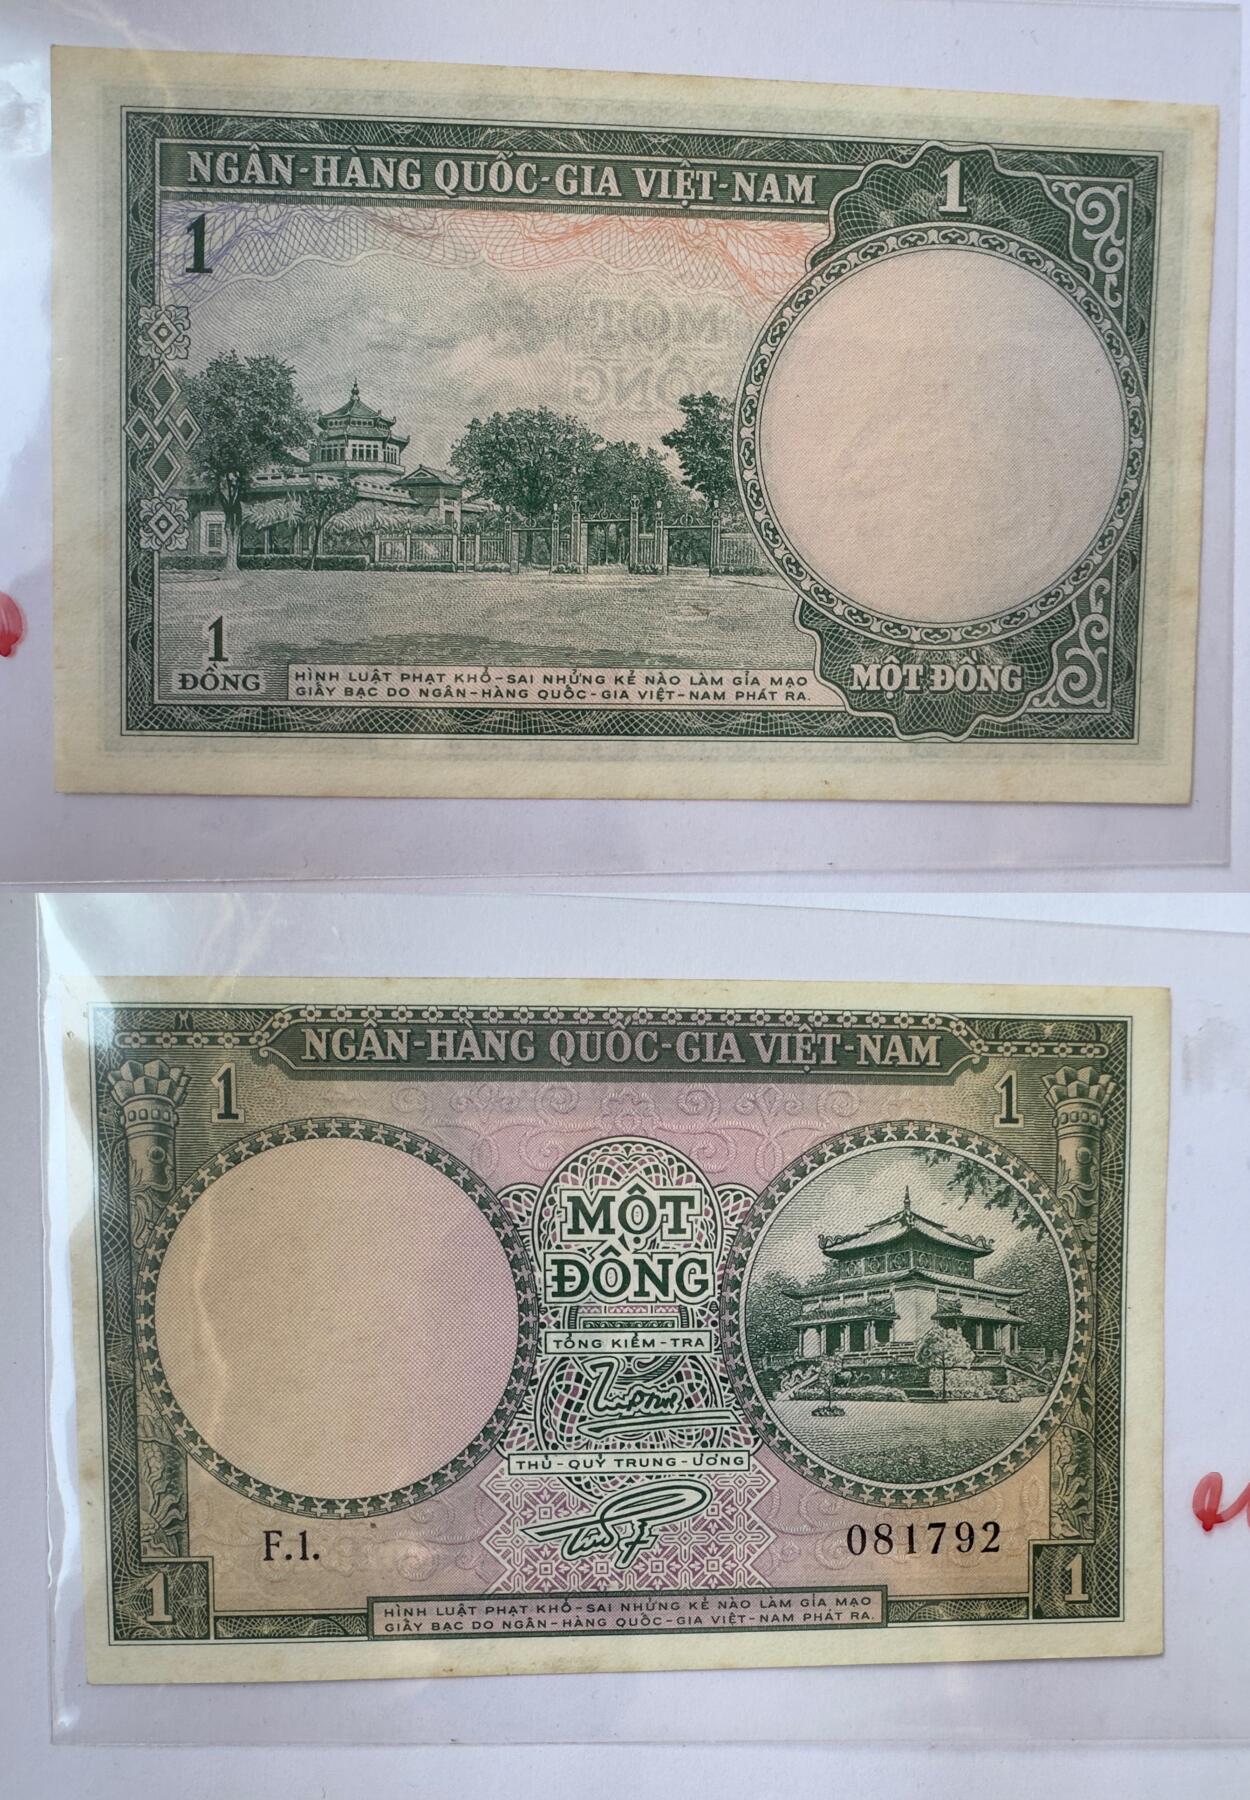 NGÂN-HÀNG QUỐC-GIA VIỆT-NAM
1
1
MỘT
ĐỒNG
1
ĐỒNG
HÌNH LUẬT PHẠT KHỔ-SAI NHỮNG KẺ NÀO LÀM GIẢ MẠO
GIẤY BẠC DO NGÂN-HÀNG QUỐC-GIA VIỆT-NAM PHÁT RA.
MỘT ĐỒNG
NGÂN-HÀNG QUỐC-GIA VIỆT-NAM
1
1
MỘT
ĐỒNG
TỔNG KIỂM-TRA
THỦ-QUỸ TRUNG-ƯƠNG
F.1.
081792
1
1
HÌNH LUẬT PHẠT KHỔ-SAI NHỮNG KẺ NÀO LÀM GIẢ MẠO
GIẤY BẠC DO NGÂN-HÀNG QUỐC-GIA VIỆT-NAM PHÁT RA.